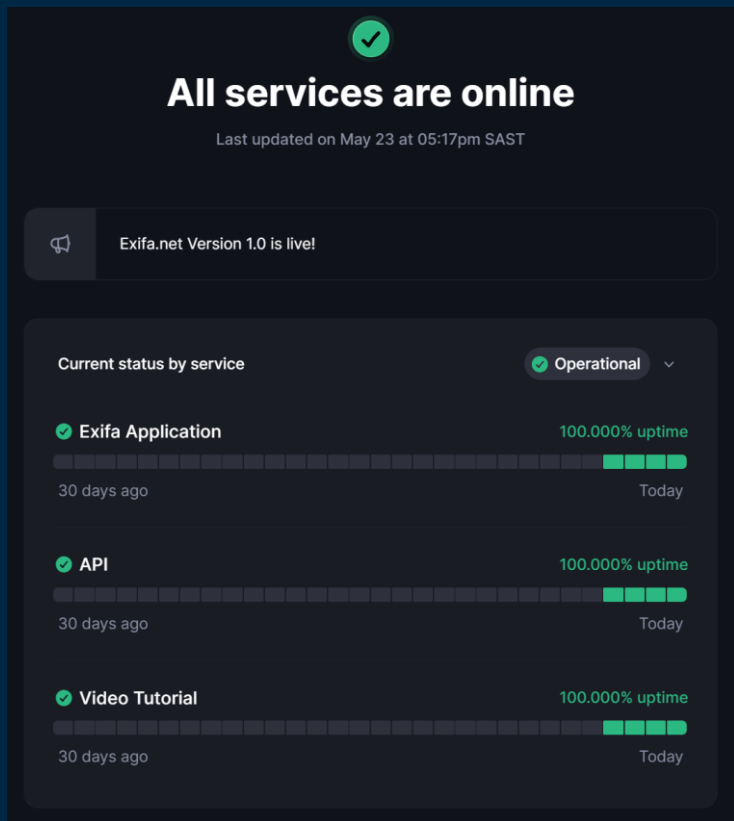 All services are online
Last updated on May 23 at 05:17pm SAST
Exifa.net Version 1.0 is live!
Current status by service
Operational
Exifa Application
100.000% uptime
30 days ago
Today
API
100.000% uptime
30 days ago
Today
Video Tutorial
100.000% uptime
30 days ago
Today